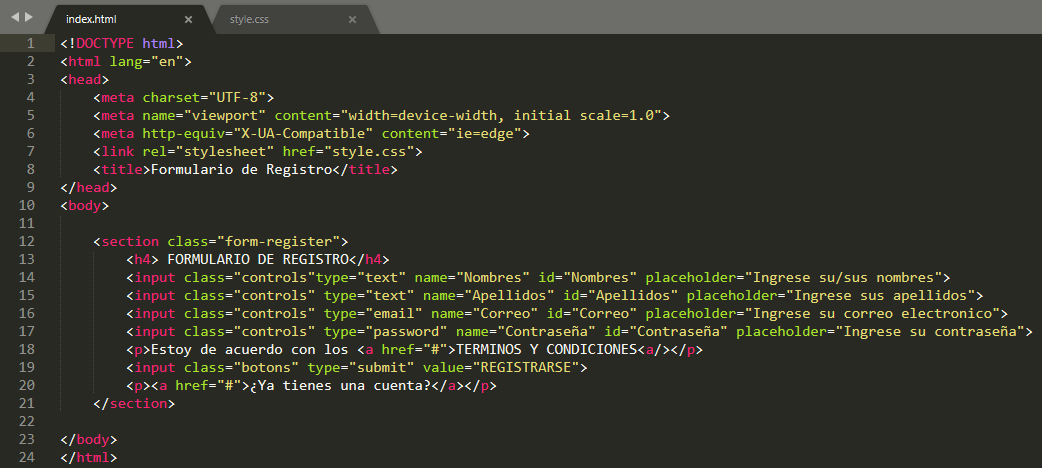 index.html × style.css ×
1 <!DOCTYPE html>
2 <html lang="en">
3 <head>
4     <meta charset="UTF-8">
5     <meta name="viewport" content="width=device-width, initial scale=1.0">
6     <meta http-equiv="X-UA-Compatible" content="ie=edge">
7     <link rel="stylesheet" href="style.css">
8     <title>Formulario de Registro</title>
9 </head>
10 <body>
11
12     <section class="form-register">
13         <h4> FORMULARIO DE REGISTRO</h4>
14         <input class="controls"type="text" name="Nombres" id="Nombres" placeholder="Ingrese su/sus nombres">
15         <input class="controls" type="text" name="Apellidos" id="Apellidos" placeholder="Ingrese sus apellidos">
16         <input class="controls" type="email" name="Correo" id="Correo" placeholder="Ingrese su correo electronico">
17         <input class="controls" type="password" name="Contraseña" id="Contraseña" placeholder="Ingrese su contraseña">
18         <p>Estoy de acuerdo con los <a href="#">TERMINOS Y CONDICIONES<a/></p>
19         <input class="botons" type="submit" value="REGISTRARSE">
20         <p><a href="#">¿Ya tienes una cuenta?</a></p>
21     </section>
22
23 </body>
24 </html>